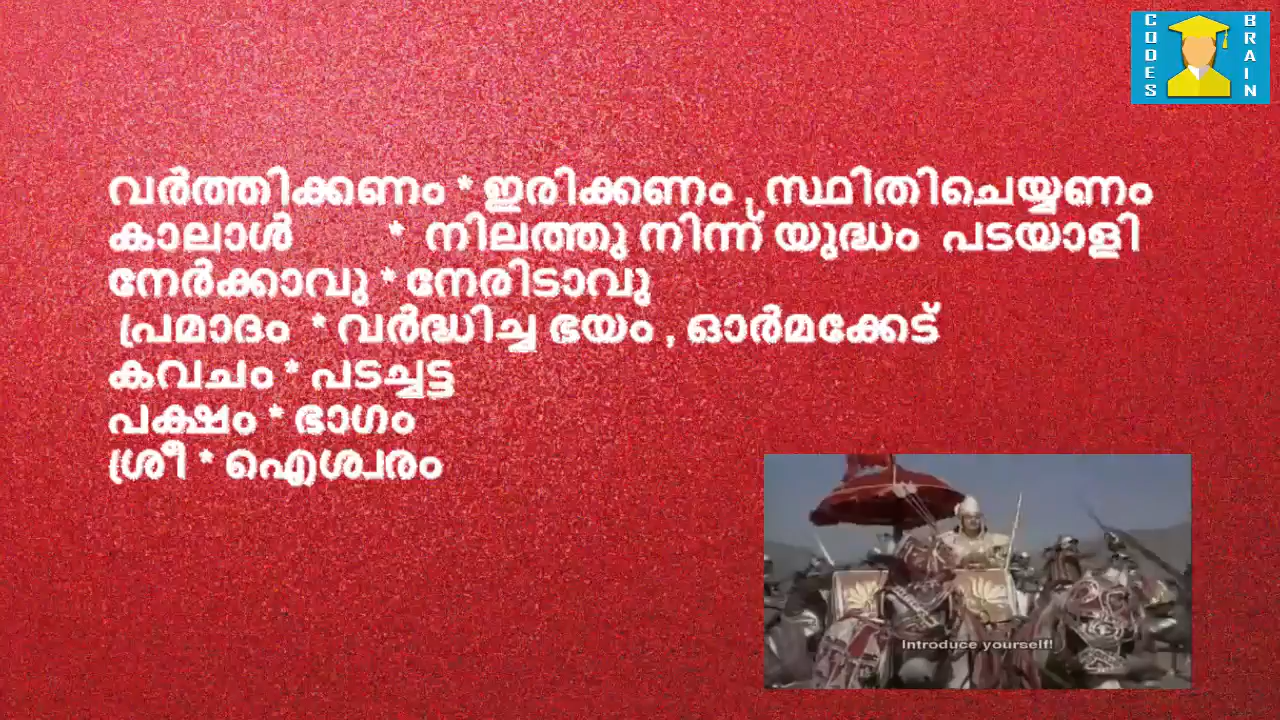 CODES BRAIN
വർത്തിക്കണം * ഇരിക്കണം , സ്ഥിതിചെയ്യണം
കാലാൾ * നിലത്തു നിന്ന് യുദ്ധം പടയാളി
നേർക്കാവു * നേരിടാവു
പ്രമാദം * വർദ്ധിച്ച ഭയം , ഓർമക്കേട്
കവചം * പടച്ചട്ട
പക്ഷം * ഭാഗം
ശ്രീ * ഐശ്വരം
Introduce yourself!